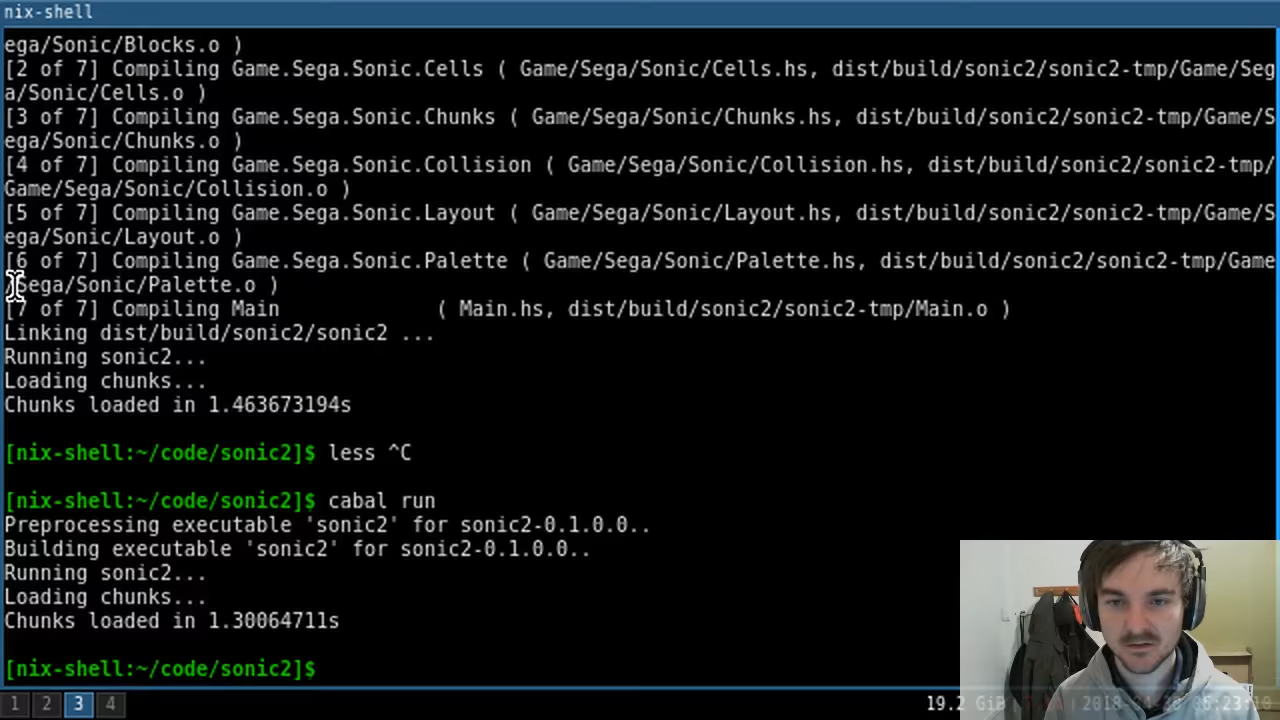 nix-shell
ega/Sonic/Blocks.o )
[2 of 7] Compiling Game.Sega.Sonic.Cells ( Game/Sega/Sonic/Cells.hs, dist/build/sonic2/sonic2-tmp/Game/Seg
a/Sonic/Cells.o )
[3 of 7] Compiling Game.Sega.Sonic.Chunks ( Game/Sega/Sonic/Chunks.hs, dist/build/sonic2/sonic2-tmp/Game/S
ega/Sonic/Chunks.o )
[4 of 7] Compiling Game.Sega.Sonic.Collision ( Game/Sega/Sonic/Collision.hs, dist/build/sonic2/sonic2-tmp/
Game/Sega/Sonic/Collision.o )
[5 of 7] Compiling Game.Sega.Sonic.Layout ( Game/Sega/Sonic/Layout.hs, dist/build/sonic2/sonic2-tmp/Game/S
ega/Sonic/Layout.o )
[6 of 7] Compiling Game.Sega.Sonic.Palette ( Game/Sega/Sonic/Palette.hs, dist/build/sonic2/sonic2-tmp/Game
/Sega/Sonic/Palette.o )
[7 of 7] Compiling Main ( Main.hs, dist/build/sonic2/sonic2-tmp/Main.o )
Linking dist/build/sonic2/sonic2 ...
Running sonic2...
Loading chunks...
Chunks loaded in 1.463673194s
[nix-shell:~/code/sonic2]$ less ^C
[nix-shell:~/code/sonic2]$ cabal run
Preprocessing executable 'sonic2' for sonic2-0.1.0.0..
Building executable 'sonic2' for sonic2-0.1.0.0..
Running sonic2...
Loading chunks...
Chunks loaded in 1.30064711s
[nix-shell:~/code/sonic2]$
1 2 3 4 19.2 GiB